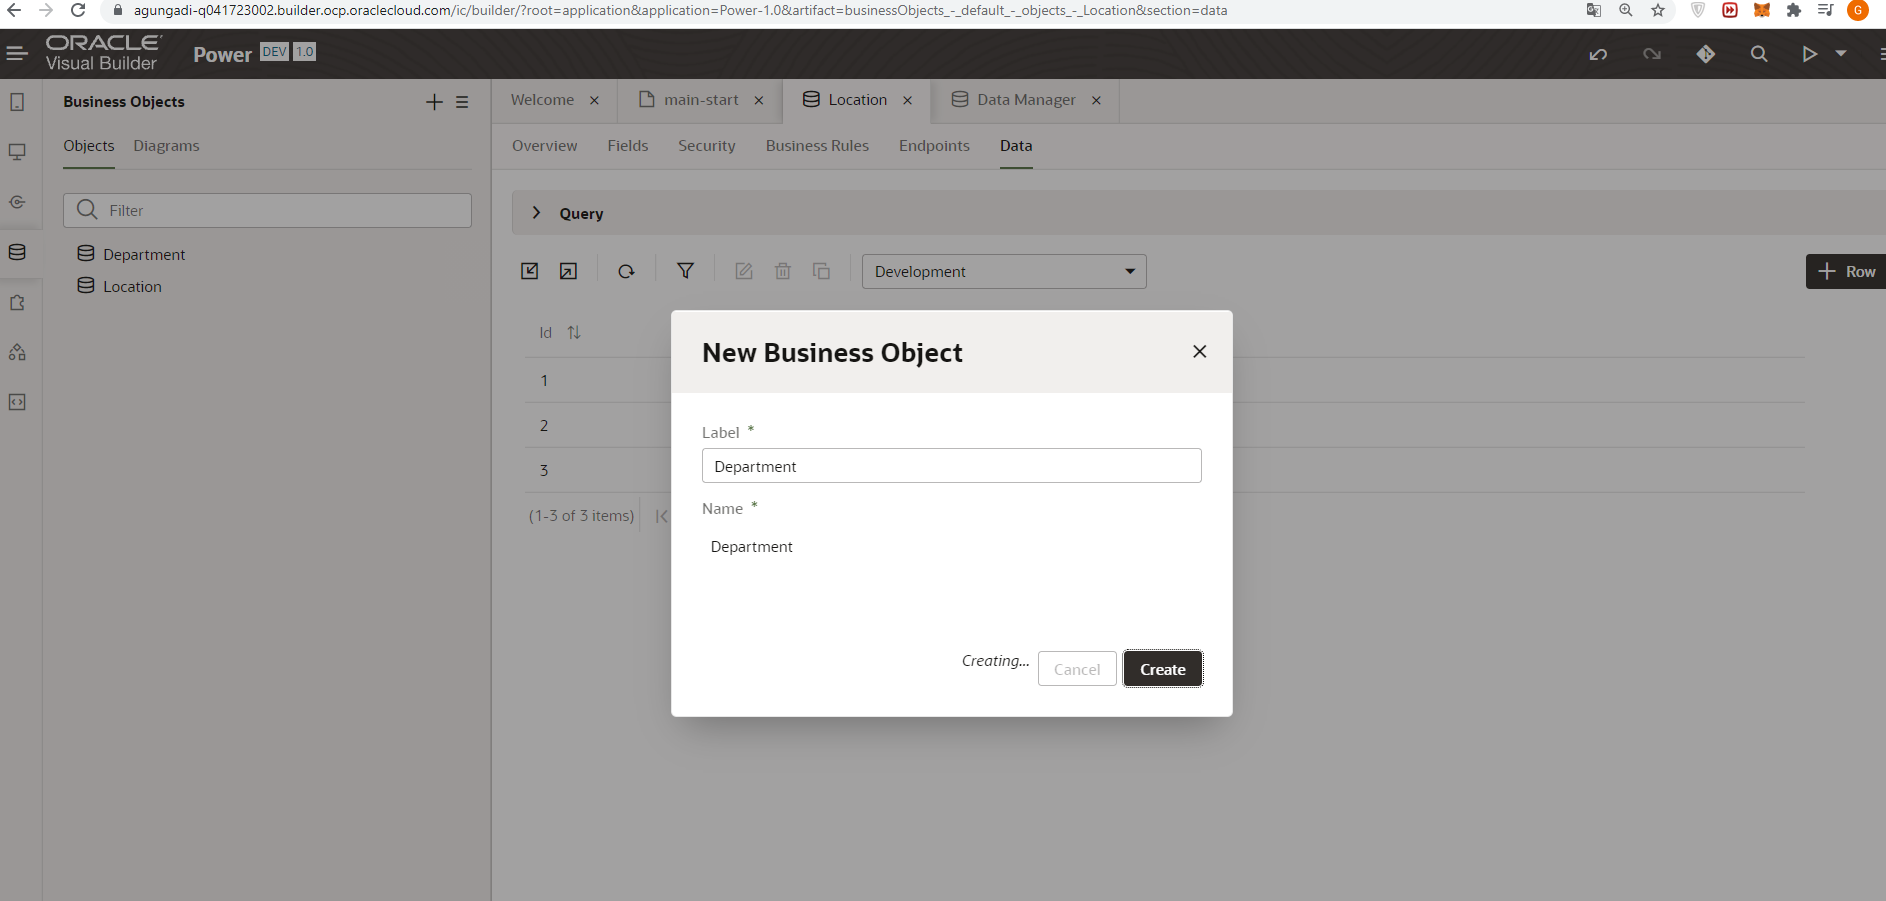 agungadi-q041723002.builder.ocp.oraclecloud.com/ic/builder/?root=application&application=Power-1.0&artifact=businessObjects_-_default_-_objects_-_Location&section=data
G
ORACLE
Visual Builder
Power DEV 1.0
Business Objects
Objects Diagrams
Filter
Department
Location
Welcome main-start Location Data Manager
Overview Fields Security Business Rules Endpoints Data
Query
Development
Row
Id
1
2
3
(1-3 of 3 items)
New Business Object
Label *
Department
Name *
Department
Creating... Cancel Create